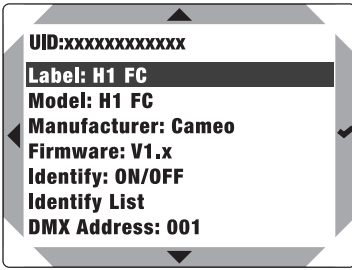 UID:xxxxxxxxxxxx
Label: H1 FC
Model: H1 FC
Manufacturer: Cameo
Firmware: V1.x
Identify: ON/OFF
Identify List
DMX Address: 001